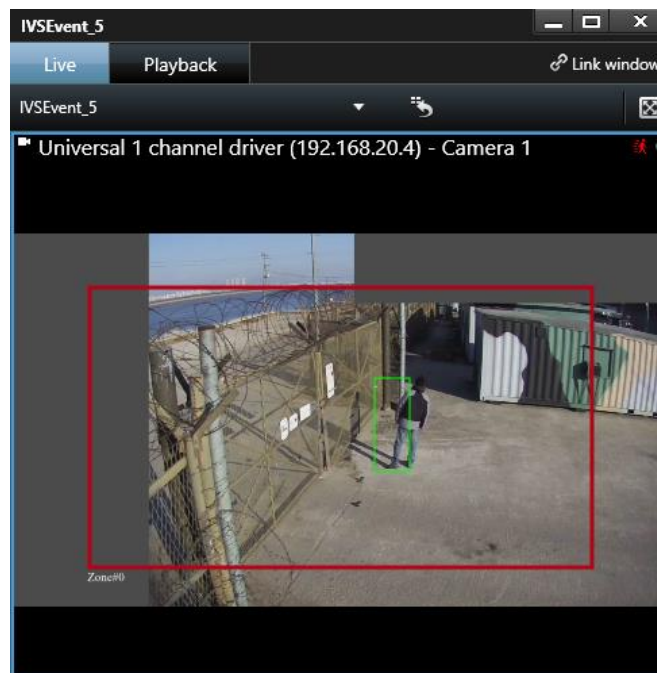 IVSEvent_5
Live Playback Link window
IVSEvent_5
Universal 1 channel driver (192.168.20.4) - Camera 1
Zone#0